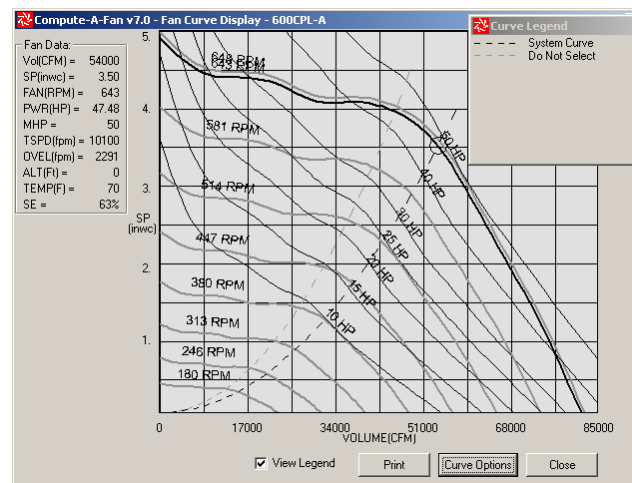 Compute-A-Fan v7.0 - Fan Curve Display - 600CPL-A
Curve Legend
System Curve
Do Not Select
Fan Data:
Vol(CFM) = 54000
SP(inwc) = 3.50
FAN(RPM) = 643
PWR(HP) = 47.48
MHP = 50
TSPD(fpm) = 10100
OVEL(fpm) = 2291
ALT(Ft) = 0
TEMP(F) = 70
SE = 63%
5.
4.
3.
SP
(inwc)
2.
1.
643 RPM
581 RPM
514 RPM
447 RPM
380 RPM
313 RPM
246 RPM
180 RPM
50 HP
40 HP
30 HP
25 HP
20 HP
15 HP
10 HP
0 17000 34000 51000 68000 85000
VOLUME(CFM)
View Legend
Print
Curve Options
Close